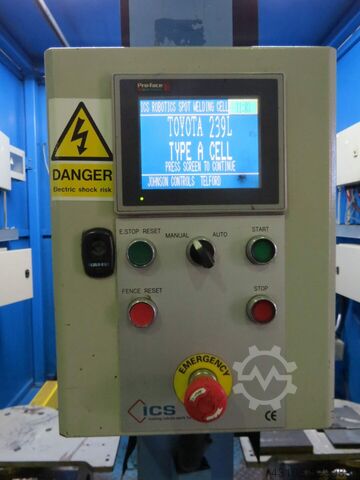 Pro-face
ICS ROBOTICS SPOT WELDING CELL
TOYOTA 239L
TYPE A CELL
PRESS SCREEN TO CONTINUE
JOHNSON CONTROLS TELFORD
DANGER
Electric shock risk
E.STOP RESET
MANUAL
AUTO
START
FENCE RESET
STOP
EMERGENCY
ICS
CE